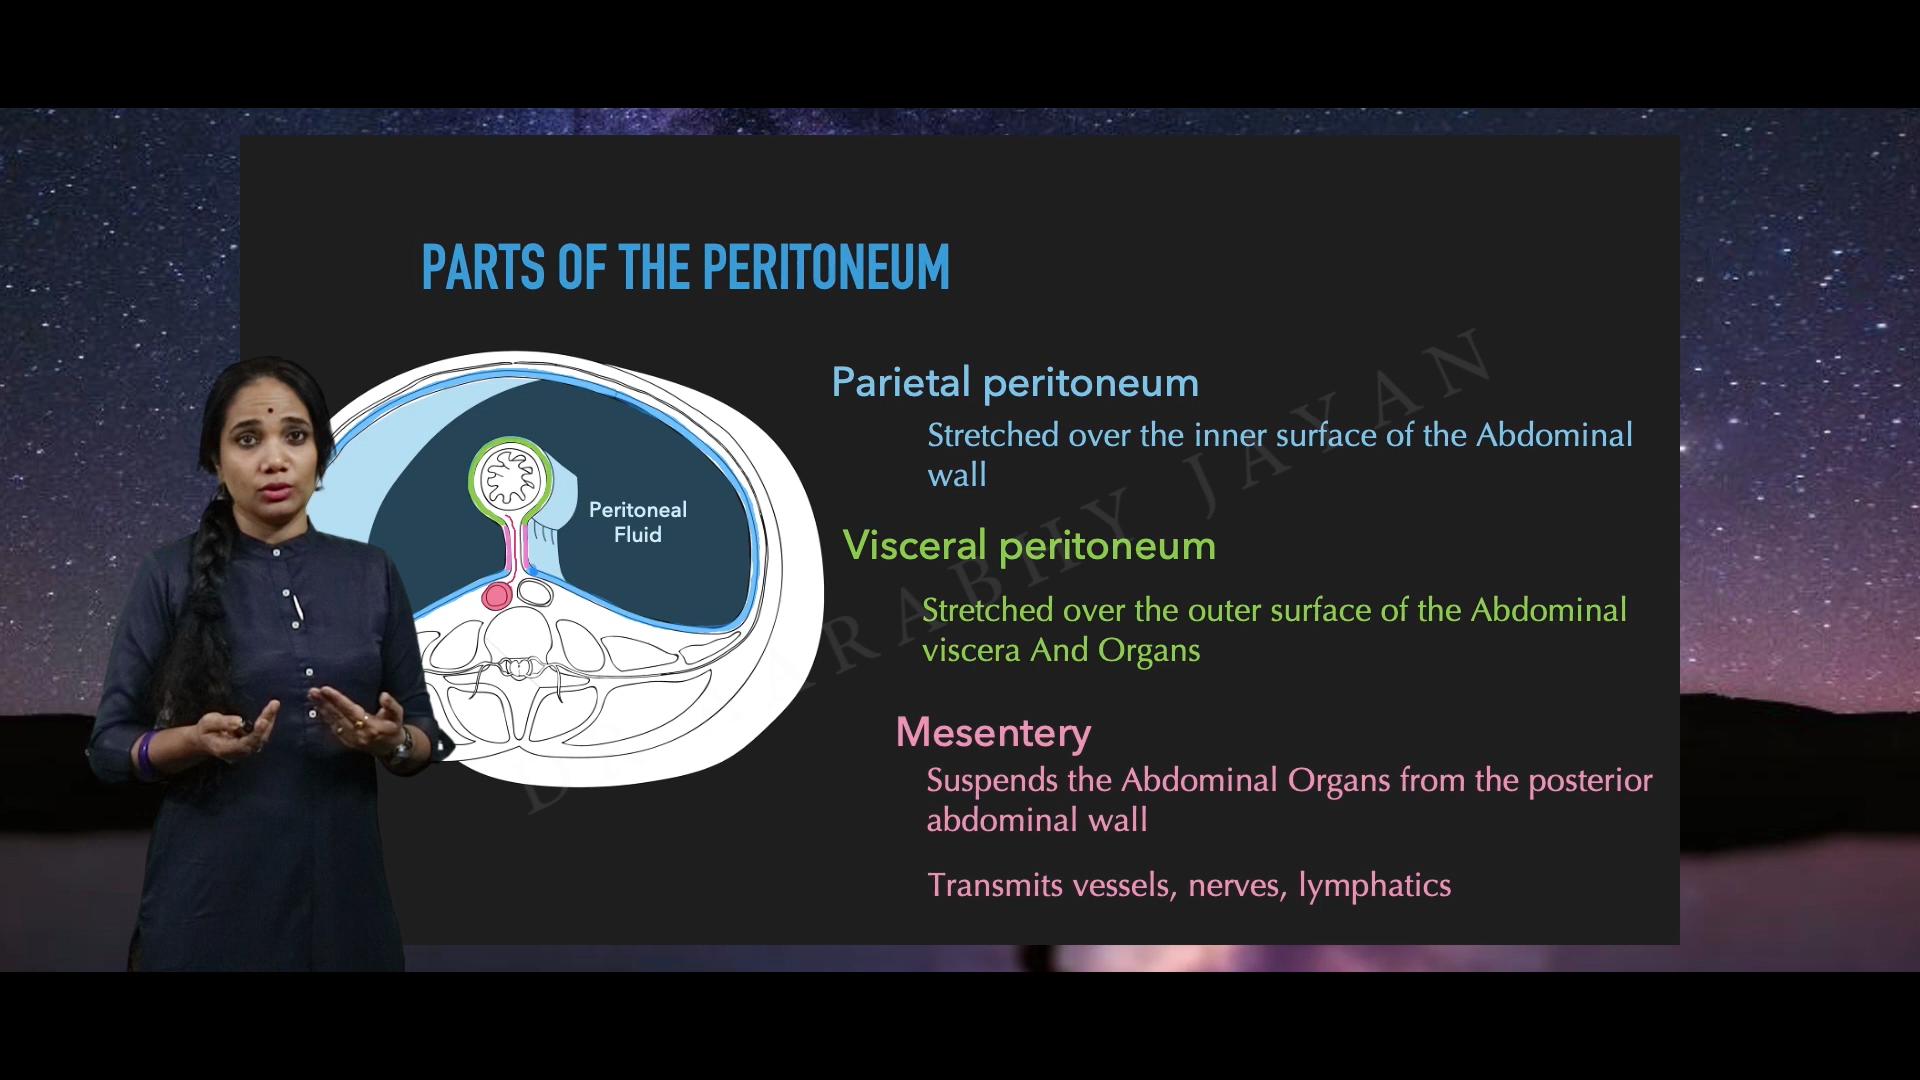 PARTS OF THE PERITONEUM
Peritoneal
Fluid
Parietal peritoneum
Stretched over the inner surface of the Abdominal
wall
Visceral peritoneum
Stretched over the outer surface of the Abdominal
viscera And Organs
Mesentery
Suspends the Abdominal Organs from the posterior
abdominal wall
Transmits vessels, nerves, lymphatics
JAYAN